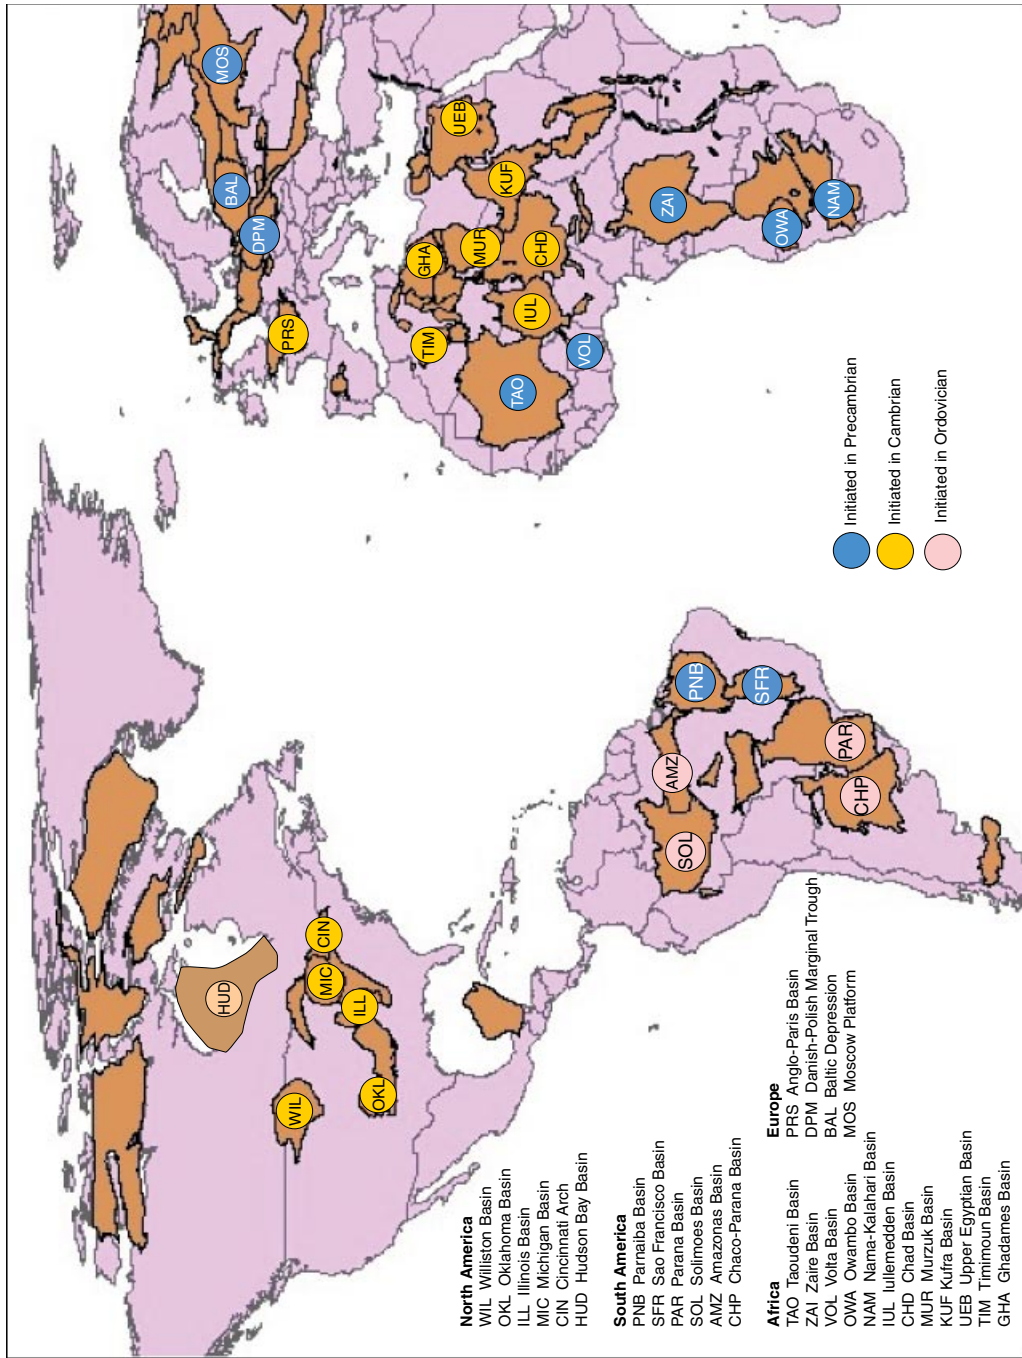 MOS
BAL
DPM
PRS
UEB
KUF
GHA
MUR
CHD
TIM
IUL
TAO
VOL
ZAI
OWA
NAM
HUD
CIN
MIC
ILL
WIL
OKL
PNB
SFR
AMZ
SOL
PAR
CHP
Initiated in Precambrian
Initiated in Cambrian
Initiated in Ordovician
North America
WIL Williston Basin
OKL Oklahoma Basin
ILL Illinois Basin
MIC Michigan Basin
CIN Cincinnati Arch
HUD Hudson Bay Basin
South America
PNB Parnaiba Basin
SFR Sao Francisco Basin
PAR Parana Basin
SOL Solimoes Basin
AMZ Amazonas Basin
CHP Chaco-Parana Basin
Africa
TAO Taoudeni Basin
ZAI Zaire Basin
VOL Volta Basin
OWA Owambo Basin
NAM Nama-Kalahari Basin
IUL Iullemedden Basin
CHD Chad Basin
MUR Murzuk Basin
KUF Kufra Basin
UEB Upper Egyptian Basin
TIM Timimoun Basin
GHA Ghadames Basin
Europe
PRS Anglo-Paris Basin
DPM Danish-Polish Marginal Trough
BAL Baltic Depression
MOS Moscow Platform